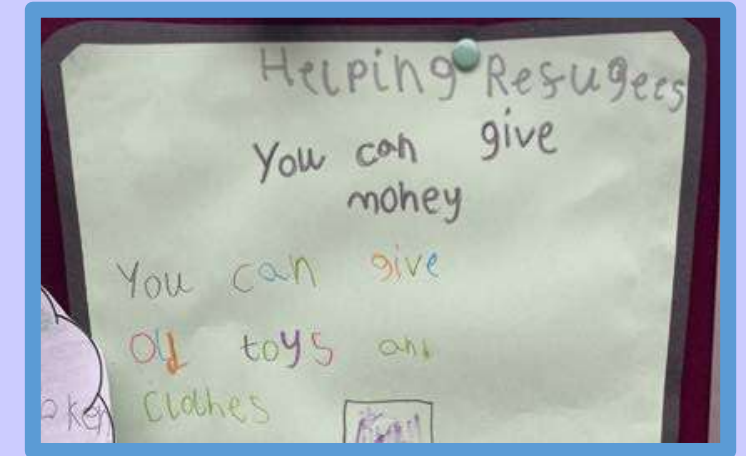 Helping Refugees
You can give
money
You can give
old toys and
Clothes